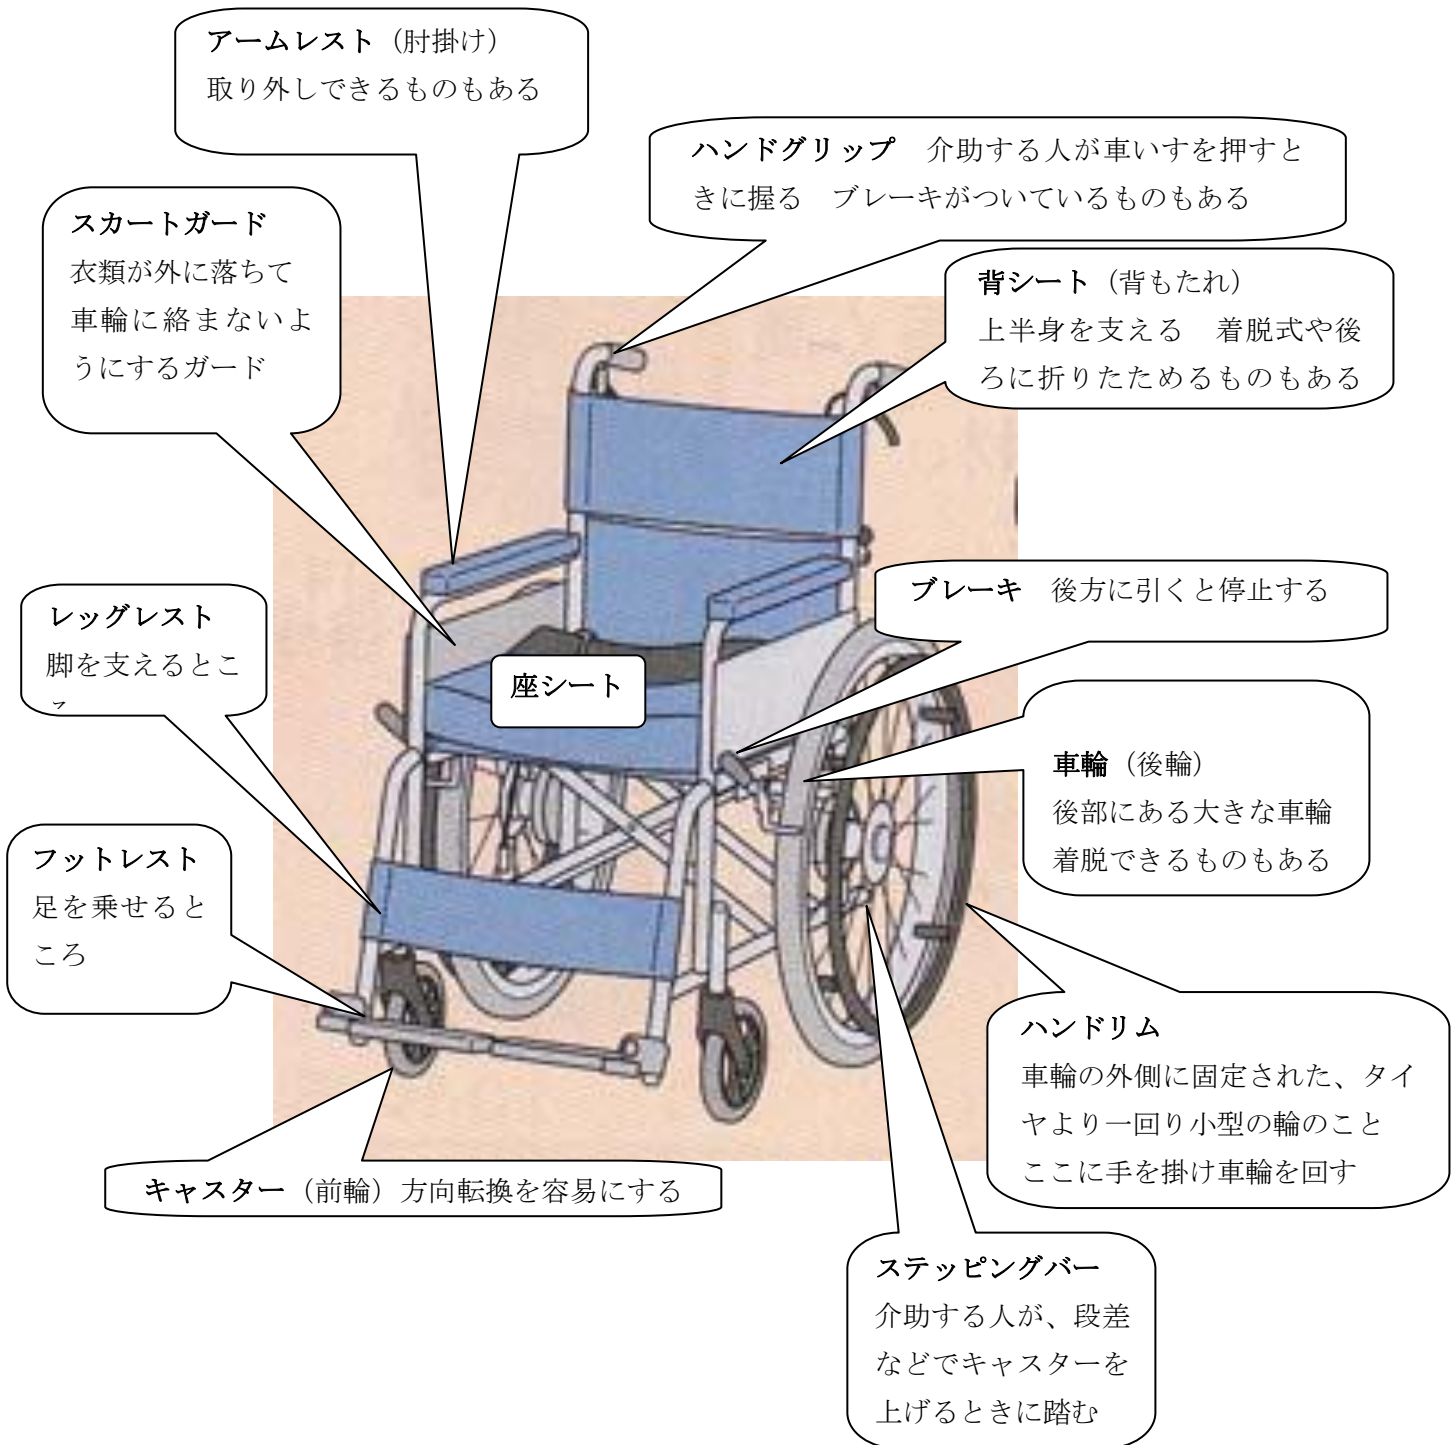 アームレスト（肘掛け）
取り外しできるものもある
ハンドグリップ　介助する人が車いすを押すと
きに握る　ブレーキがついているものもある
スカートガード
衣類が外に落ちて
車輪に絡まないよ
うにするガード
背シート（背もたれ）
上半身を支える　着脱式や後
ろに折りたためるものもある
ブレーキ　後方に引くと停止する
レッグレスト
脚を支えるとこ
座シート
車輪（後輪）
後部にある大きな車輪
着脱できるものもある
フットレスト
足を乗せると
ころ
ハンドリム
車輪の外側に固定された、タイ
ヤより一回り小型の輪のこと
ここに手を掛け車輪を回す
キャスター（前輪）方向転換を容易にする
ステッピングバー
介助する人が、段差
などでキャスターを
上げるときに踏む